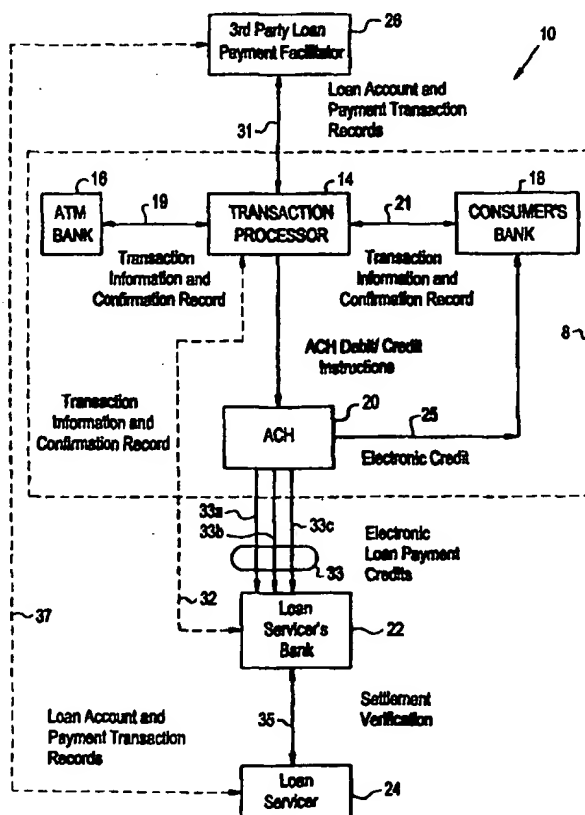 3rd Party Loan
Payment Facilitator
26
10
Loan Account and
Payment Transaction
Records
31
16
14
18
ATM
BANK
19
TRANSACTION
PROCESSOR
21
CONSUMER'S
BANK
Transaction
Information and
Confirmation Record
Transaction
Information and
Confirmation Record
8
ACH Debit/ Credit
Instructions
Transaction
Information and
Confirmation Record
20
ACH
25
Electronic Credit
33a
33b
33c
Electronic
Loan Payment
Credits
33
32
37
Loan
Servicer's
Bank
22
Settlement
Verification
35
Loan Account and
Payment Transaction
Records
Loan
Servicer
24